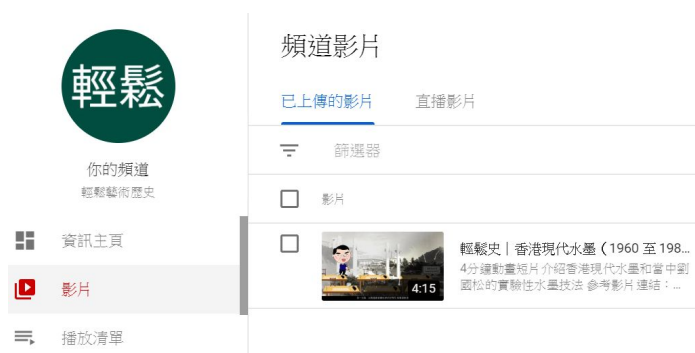 輕鬆
你的頻道
輕鬆藝術歷史
資訊主頁
影片
播放清單
頻道影片
已上傳的影片
直播影片
篩選器
影片
4:15
輕鬆史｜香港現代水墨（1960 至 198...
4分鐘動畫短片介紹香港現代水墨和當中劉
國松的實驗性水墨技法 參考影片連結：...